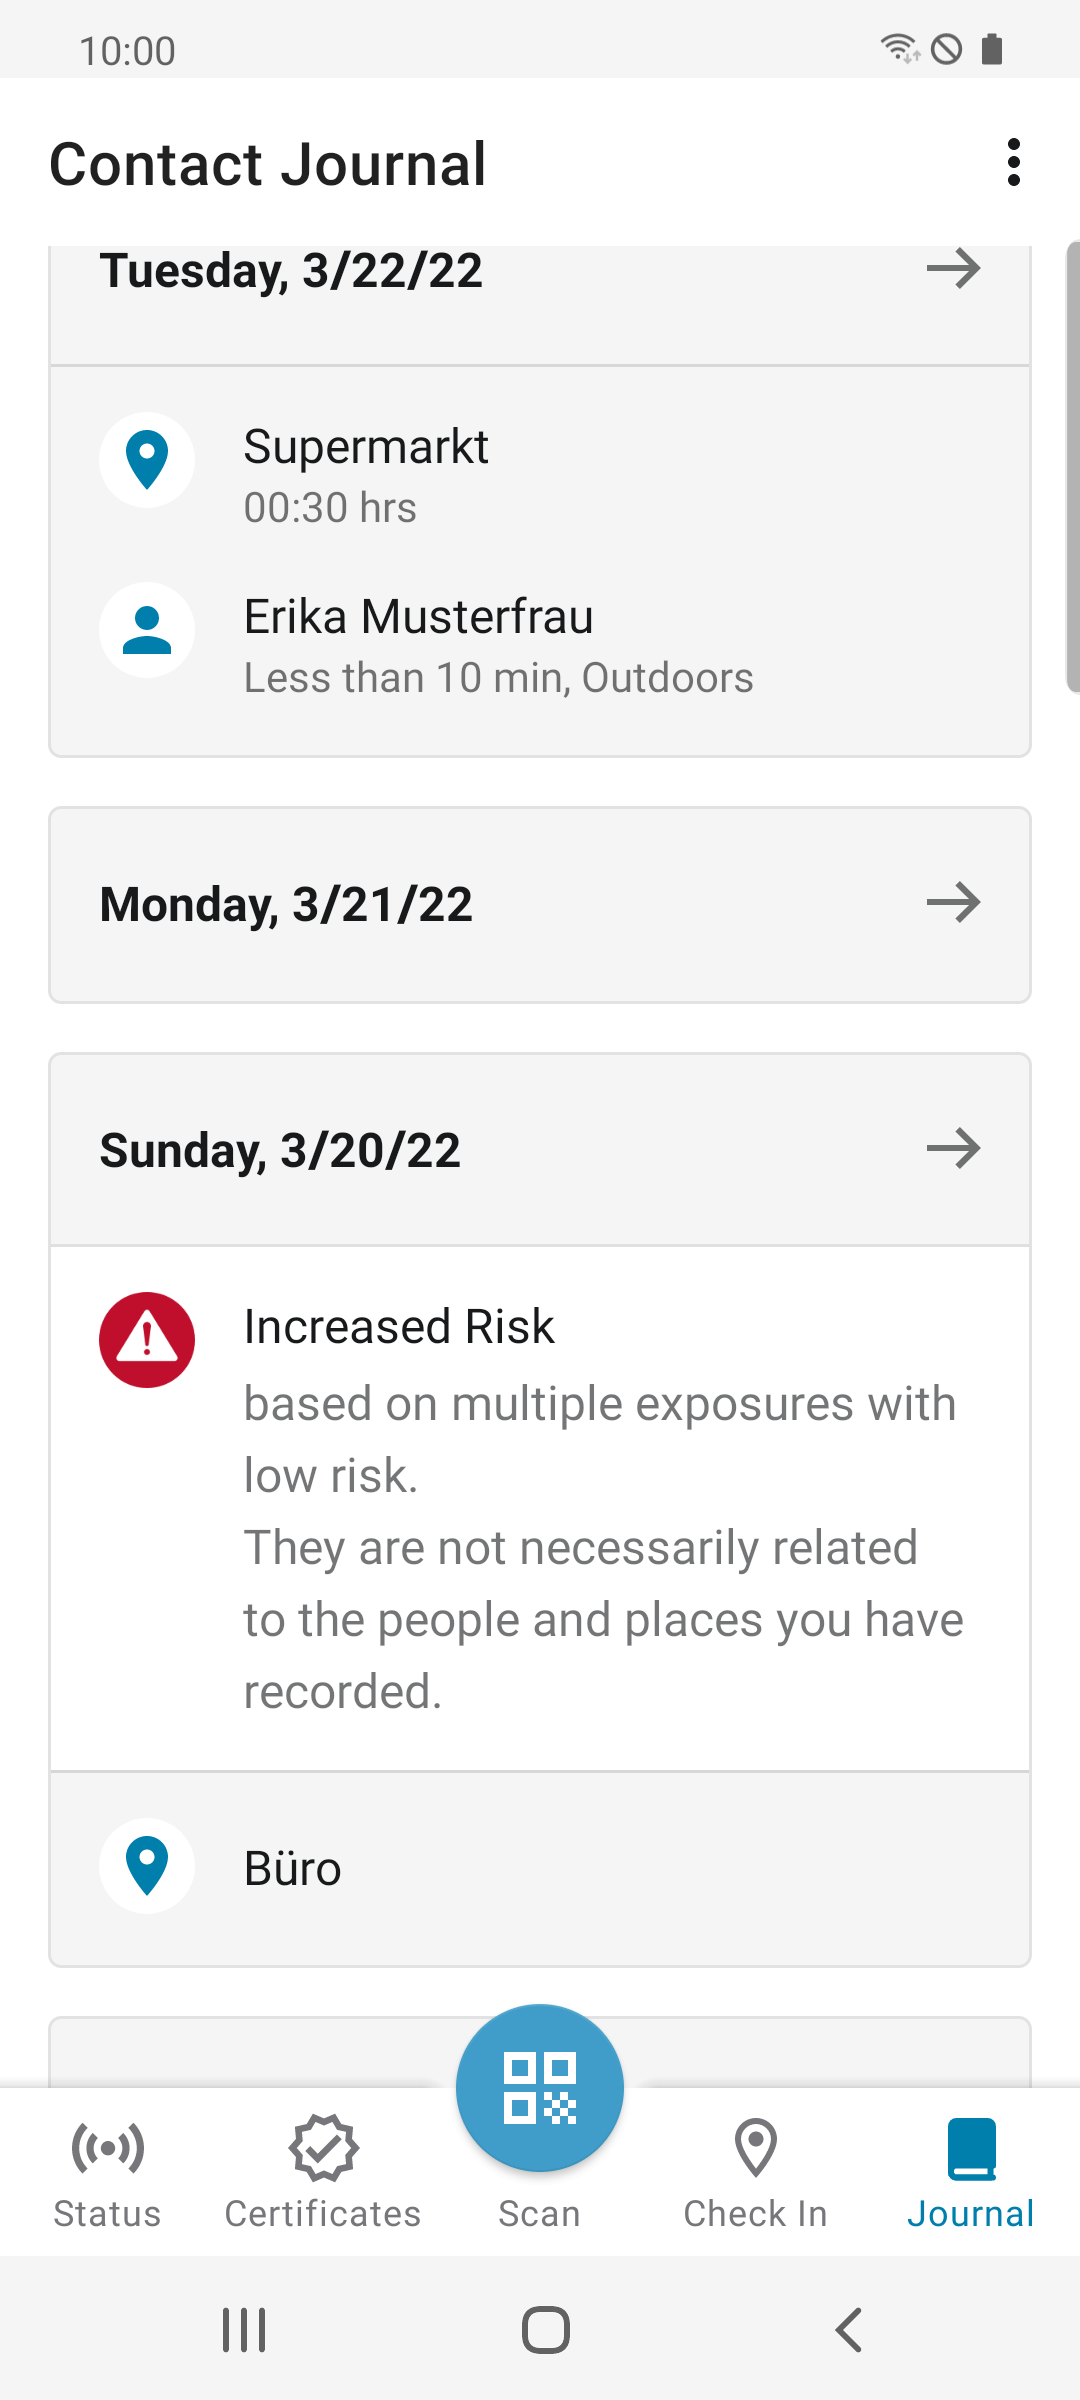 10:00
Contact Journal
Tuesday, 3/22/22
Supermarkt
00:30 hrs
Erika Musterfrau
Less than 10 min, Outdoors
Monday, 3/21/22
Sunday, 3/20/22
Increased Risk
based on multiple exposures with
low risk.
They are not necessarily related
to the people and places you have
recorded.
Büro
Status
Certificates
Scan
Check In
Journal